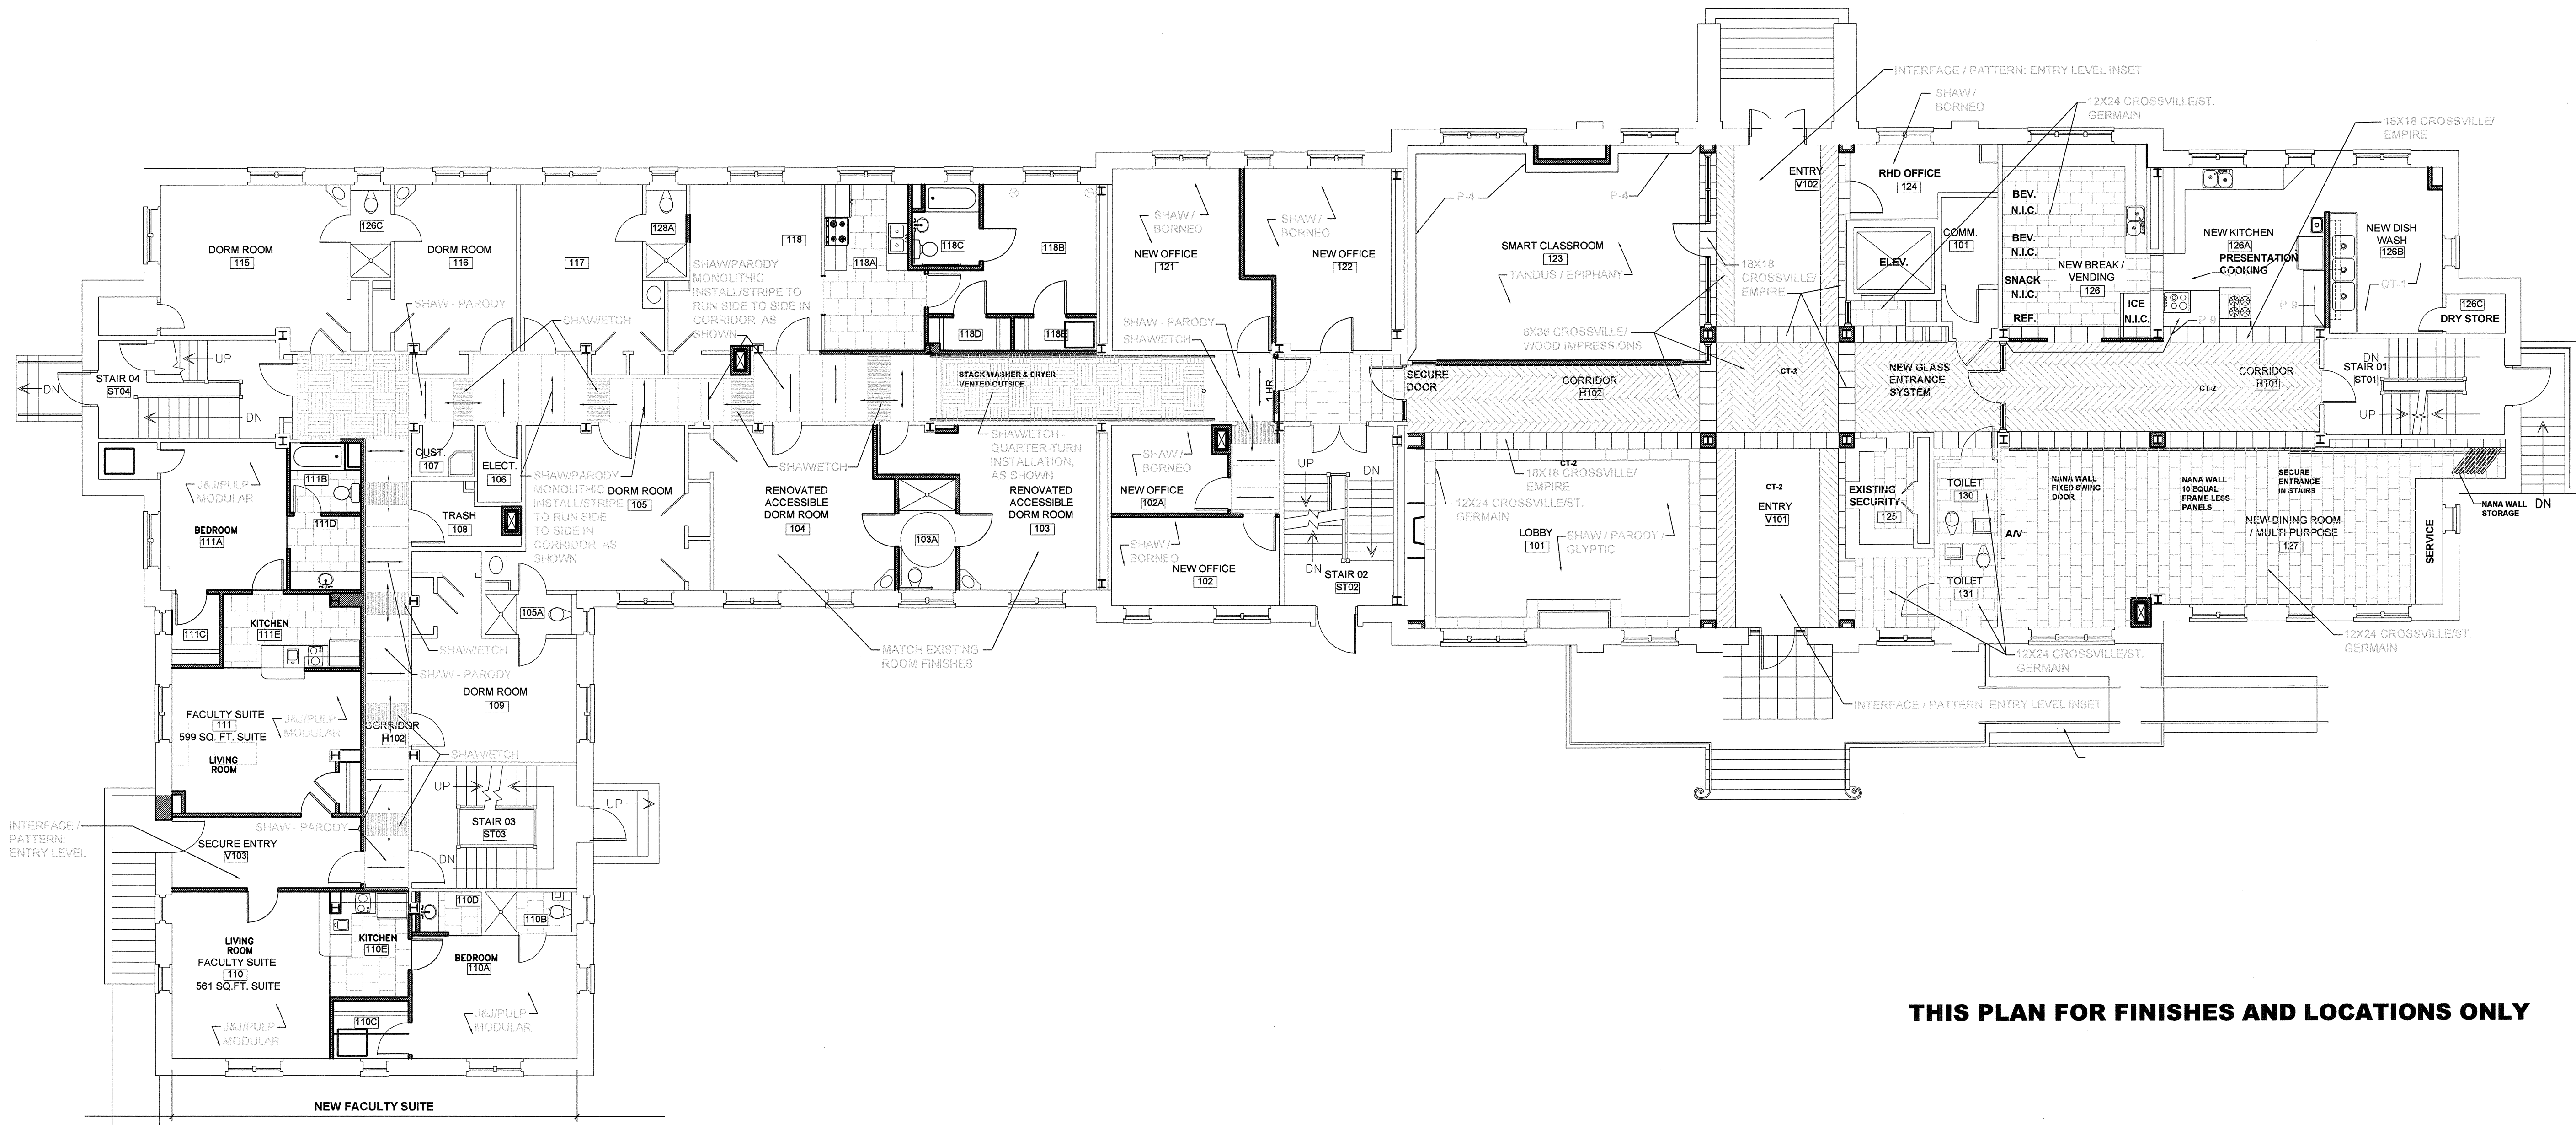 INTERFACE / PATTERN: ENTRY LEVEL INSET
SHAW /
BORNEO
12X24 CROSSVILLE/ST.
GERMAIN
18X18 CROSSVILLE/
EMPIRE
DORM ROOM
115
126C
DORM ROOM
116
117
128A
118
118A
118C
118B
118D
118E
SHAW/PARODY
MONOLITHIC
INSTALL/STRIPE TO
RUN SIDE TO SIDE IN
CORRIDOR, AS
SHOWN
SHAW - PARODY
SHAW/ETCH
SHAW /
BORNEO
NEW OFFICE
121
SHAW /
BORNEO
NEW OFFICE
122
SHAW - PARODY
SHAW/ETCH
P-4
P-4
SMART CLASSROOM
123
TANDUS / EPIPHANY
6X36 CROSSVILLE/
WOOD IMPRESSIONS
18X18
CROSSVILLE/
EMPIRE
ENTRY
V102
RHD OFFICE
124
ELEV.
COMM.
101
BEV.
N.I.C.
BEV.
N.I.C.
SNACK
N.I.C.
REF.
NEW BREAK /
VENDING
126
ICE
N.I.C.
NEW KITCHEN
126A
PRESENTATION
COOKING
P-9
P-9
NEW DISH
WASH
126B
QT-1
126C
DRY STORE
DN
STAIR 04
ST04
UP
DN
STACK WASHER & DRYER
VENTED OUTSIDE
1 HR.
SECURE
DOOR
CORRIDOR
H102
CT-2
NEW GLASS
ENTRANCE
SYSTEM
CORRIDOR
H101
CT-2
DN
STAIR 01
ST01
UP
DN
J&J/PULP
MODULAR
BEDROOM
111A
111B
111D
111C
KITCHEN
111E
CUST.
107
ELECT.
106
TRASH
108
SHAW/PARODY
MONOLITHIC
INSTALL/STRIPE
TO RUN SIDE
TO SIDE IN
CORRIDOR, AS
SHOWN
DORM ROOM
105
105A
SHAW/ETCH
RENOVATED
ACCESSIBLE
DORM ROOM
104
SHAW/ETCH -
QUARTER-TURN
INSTALLATION,
AS SHOWN
RENOVATED
ACCESSIBLE
DORM ROOM
103
103A
SHAW /
BORNEO
NEW OFFICE
102A
SHAW /
BORNEO
NEW OFFICE
102
UP
DN
DN
STAIR 02
ST02
CT-2
18X18 CROSSVILLE/
EMPIRE
12X24 CROSSVILLE/ST.
GERMAIN
LOBBY
101
SHAW / PARODY /
GLYPTIC
CT-2
ENTRY
V101
EXISTING
SECURITY
125
TOILET
130
TOILET
131
A/V
NANA WALL
FIXED SWING
DOOR
NANA WALL
10 EQUAL
FRAME LESS
PANELS
SECURE
ENTRANCE
IN STAIRS
NEW DINING ROOM
/ MULTI PURPOSE
127
SERVICE
NANA WALL
STORAGE
12X24 CROSSVILLE/ST.
GERMAIN
12X24 CROSSVILLE/ST.
GERMAIN
INTERFACE / PATTERN: ENTRY LEVEL INSET
MATCH EXISTING
ROOM FINISHES
SHAW/ETCH
SHAW - PARODY
DORM ROOM
109
FACULTY SUITE
111
599 SQ. FT. SUITE
LIVING
ROOM
J&J/PULP
MODULAR
CORRIDOR
H102
SHAW/ETCH
UP
STAIR 03
ST03
DN
UP
INTERFACE /
PATTERN:
ENTRY LEVEL
SHAW - PARODY
SECURE ENTRY
V103
LIVING
ROOM
FACULTY SUITE
110
561 SQ.FT. SUITE
J&J/PULP
MODULAR
KITCHEN
110E
110D
110B
BEDROOM
110A
J&J/PULP
MODULAR
110C
NEW FACULTY SUITE
THIS PLAN FOR FINISHES AND LOCATIONS ONLY